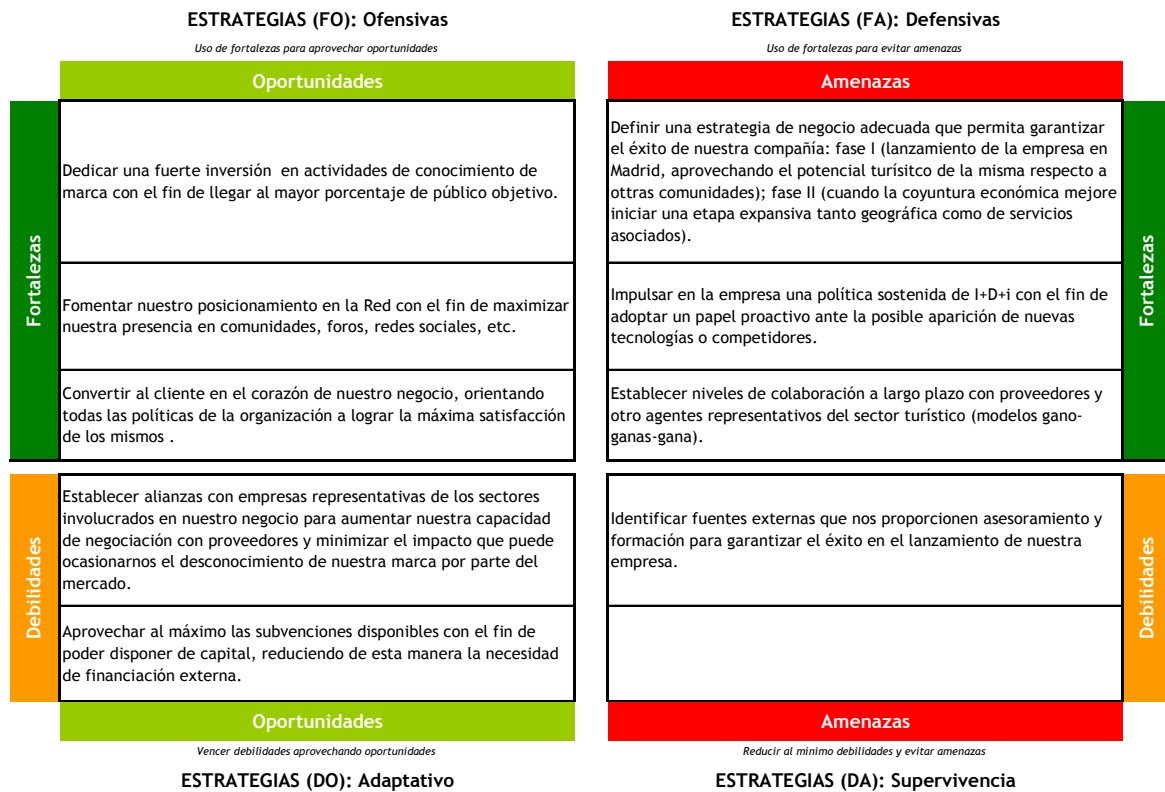 ESTRATEGIAS (FO): Ofensivas
Uso de fortalezas para aprovechar oportunidades
Oportunidades
Fortalezas
Dedicar una fuerte inversión en actividades de conocimiento de
marca con el fin de llegar al mayor porcentaje de público objetivo.
Fomentar nuestro posicionamiento en la Red con el fin de maximizar
nuestra presencia en comunidades, foros, redes sociales, etc.
Convertir al cliente en el corazón de nuestro negocio, orientando
todas las políticas de la organización a lograr la máxima satisfacción
de los mismos .
ESTRATEGIAS (FA): Defensivas
Uso de fortalezas para evitar amenazas
Amenazas
Definir una estrategia de negocio adecuada que permita garantizar
el éxito de nuestra compañía: fase I (lanzamiento de la empresa en
Madrid, aprovechando el potencial turísitco de la misma respecto a
ottras comunidades); fase II (cuando la coyuntura económica mejore
iniciar una etapa expansiva tanto geográfica como de servicios
asociados).
Impulsar en la empresa una política sostenida de I+D+i con el fin de
adoptar un papel proactivo ante la posible aparición de nuevas
tecnologías o competidores.
Establecer niveles de colaboración a largo plazo con proveedores y
otro agentes representativos del sector turístico (modelos gano-
ganas-gana).
Fortalezas
Debilidades
Establecer alianzas con empresas representativas de los sectores
involucrados en nuestro negocio para aumentar nuestra capacidad
de negociación con proveedores y minimizar el impacto que puede
ocasionarnos el desconocimiento de nuestra marca por parte del
mercado.
Aprovechar al máximo las subvenciones disponibles con el fin de
poder disponer de capital, reduciendo de esta manera la necesidad
de financiación externa.
Oportunidades
Vencer debilidades aprovechando oportunidades
ESTRATEGIAS (DO): Adaptativo
Identificar fuentes externas que nos proporcionen asesoramiento y
formación para garantizar el éxito en el lanzamiento de nuestra
empresa.
Debilidades
Amenazas
Reducir al mínimo debilidades y evitar amenazas
ESTRATEGIAS (DA): Supervivencia